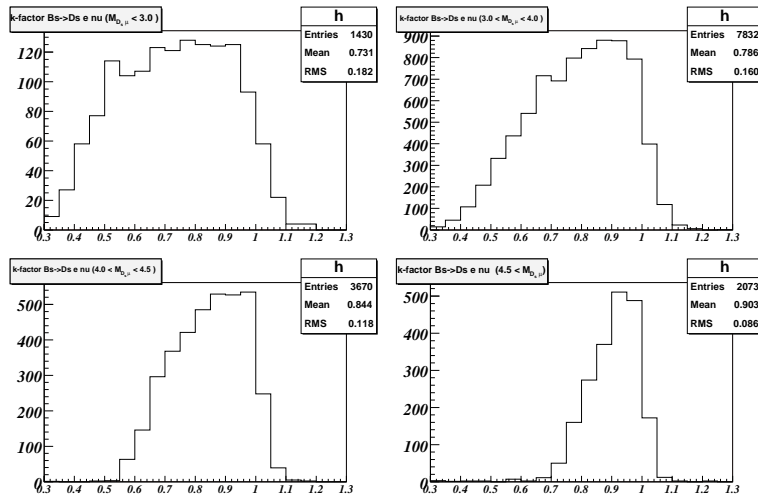 k-factor Bs->Ds e nu (M_{D_s μ} < 3.0)
h
Entries 1430
Mean 0.731
RMS 0.182
120
100
80
60
40
20
0
0.3 0.4 0.5 0.6 0.7 0.8 0.9 1 1.1 1.2 1.3
k-factor Bs->Ds e nu (3.0 < M_{D_s μ} < 4.0)
h
Entries 7832
Mean 0.786
RMS 0.160
900
800
700
600
500
400
300
200
100
0
0.3 0.4 0.5 0.6 0.7 0.8 0.9 1 1.1 1.2 1.3
k-factor Bs->Ds e nu (4.0 < M_{D_s μ} < 4.5)
h
Entries 3670
Mean 0.844
RMS 0.118
500
400
300
200
100
0
0.3 0.4 0.5 0.6 0.7 0.8 0.9 1 1.1 1.2 1.3
k-factor Bs->Ds e nu (4.5 < M_{D_s μ})
h
Entries 2073
Mean 0.903
RMS 0.086
500
400
300
200
100
0
0.3 0.4 0.5 0.6 0.7 0.8 0.9 1 1.1 1.2 1.3